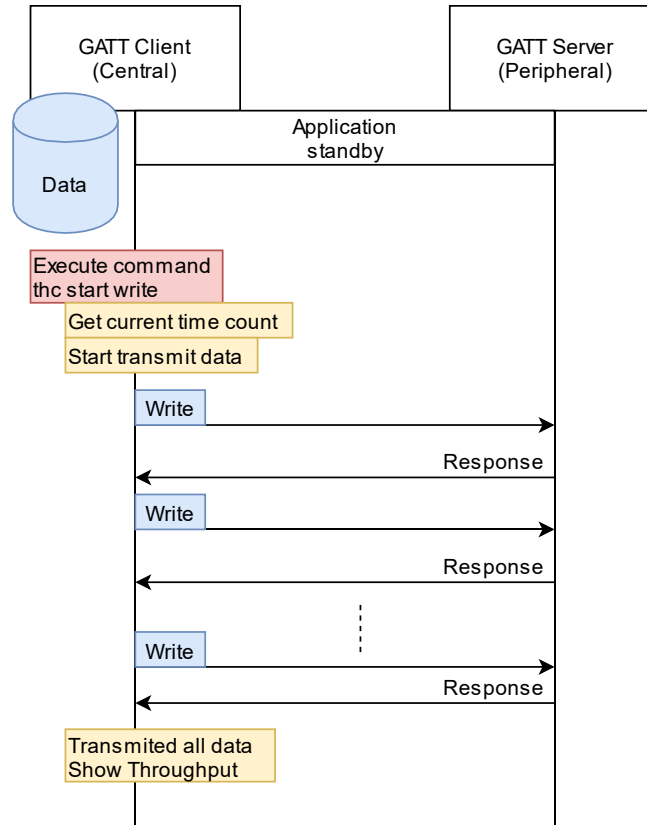 GATT Client
(Central)
GATT Server
(Peripheral)
Application
standby
Data
Execute command
thc start write
Get current time count
Start transmit data
Write
Response
Write
Response
Write
Response
Transmited all data
Show Throughput